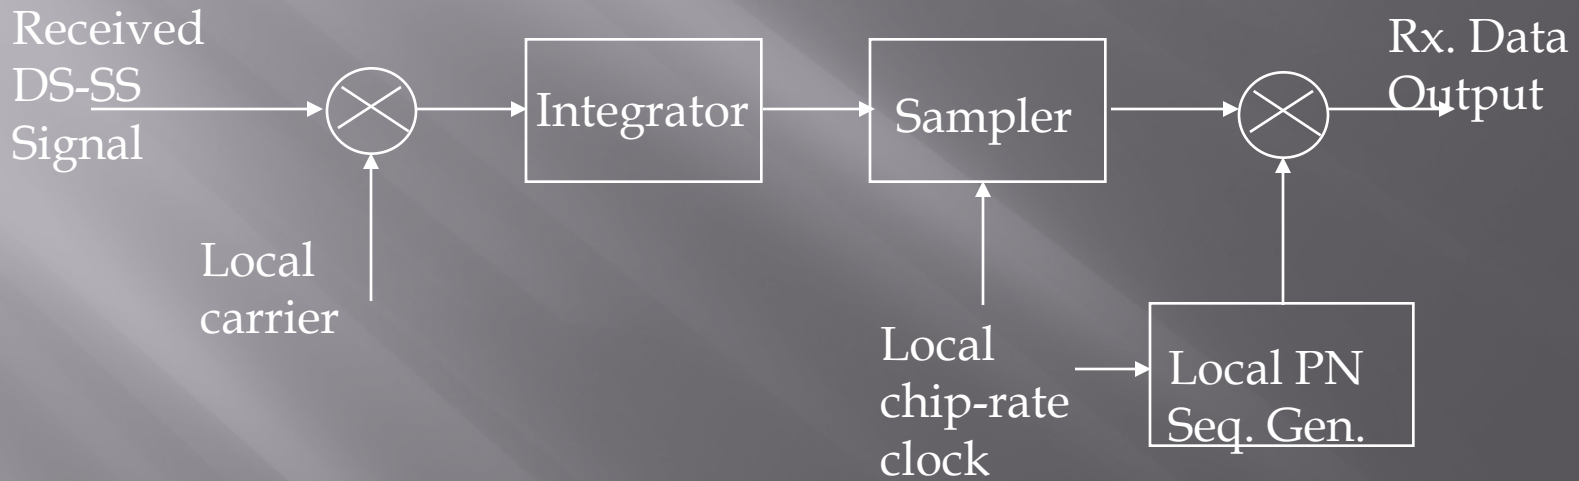 Received
DS-SS
Signal
Integrator
Sampler
Rx. Data
Output
Local
carrier
Local
chip-rate
clock
Local PN
Seq. Gen.